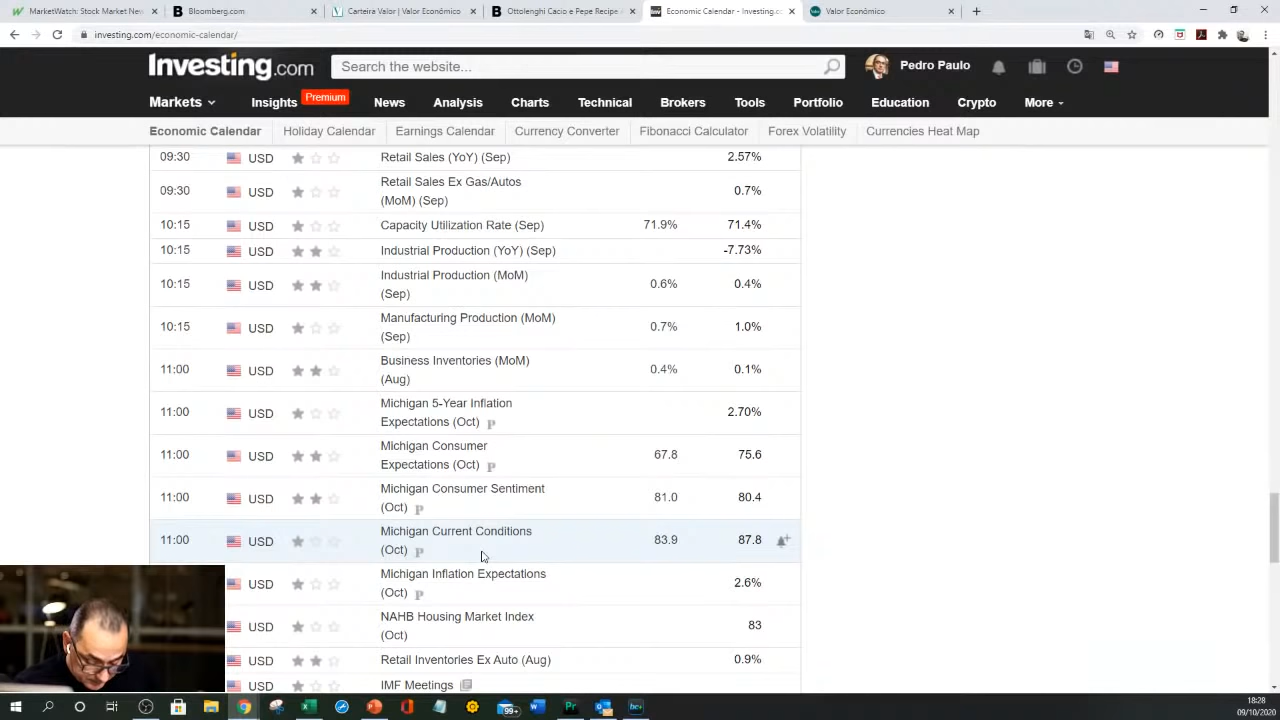 MarketWatch: Stock Market New
Bloomberg.com
Carteira Valor | Valor Econômico
Ottolenghi Cacio e Pepe Recipe -
Economic Calendar - Investing.co
Valor Econômico
investing.com/economic-calendar/
Investing.com
Search the website...
Pedro Paulo
Markets
Insights
Premium
News
Analysis
Charts
Technical
Brokers
Tools
Portfolio
Education
Crypto
More
Economic Calendar
Holiday Calendar
Earnings Calendar
Currency Converter
Fibonacci Calculator
Forex Volatility
Currencies Heat Map
09:30 USD Retail Sales (YoY) (Sep) 2.57%
09:30 USD Retail Sales Ex Gas/Autos
(MoM) (Sep) 0.7%
10:15 USD Capacity Utilization Rate (Sep) 71.9% 71.4%
10:15 USD Industrial Production (YoY) (Sep) -7.73%
10:15 USD Industrial Production (MoM)
(Sep) 0.6% 0.4%
10:15 USD Manufacturing Production (MoM)
(Sep) 0.7% 1.0%
11:00 USD Business Inventories (MoM)
(Aug) 0.4% 0.1%
11:00 USD Michigan 5-Year Inflation
Expectations (Oct) P 2.70%
11:00 USD Michigan Consumer
Expectations (Oct) P 67.8 75.6
11:00 USD Michigan Consumer Sentiment
(Oct) P 81.0 80.4
11:00 USD Michigan Current Conditions
(Oct) P 83.9 87.8
USD Michigan Inflation Expectations
(Oct) P 2.6%
USD NAHB Housing Market Index
(Oct) 83
USD Retail Inventories Ex Auto (Aug) 0.9%
USD IMF Meetings
99+
18:28
09/10/2020